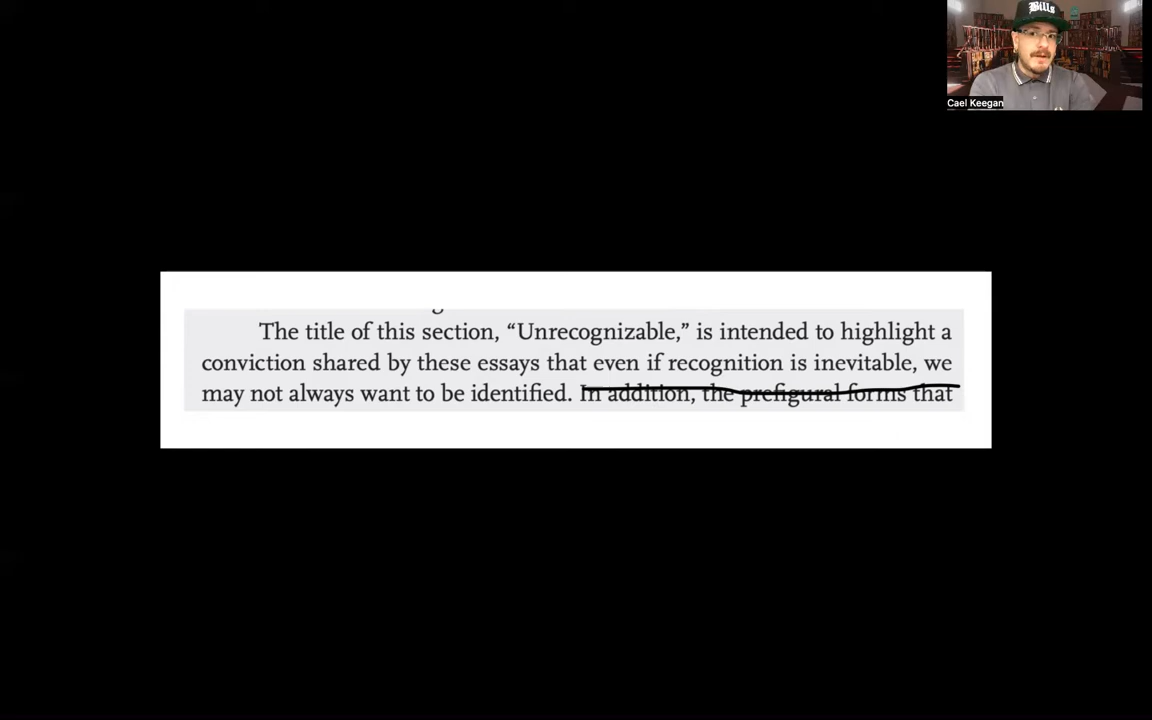 Bills
Cael Keegan
The title of this section, “Unrecognizable,” is intended to highlight a
conviction shared by these essays that even if recognition is inevitable, we
may not always want to be identified. In addition, the prefigural forms that